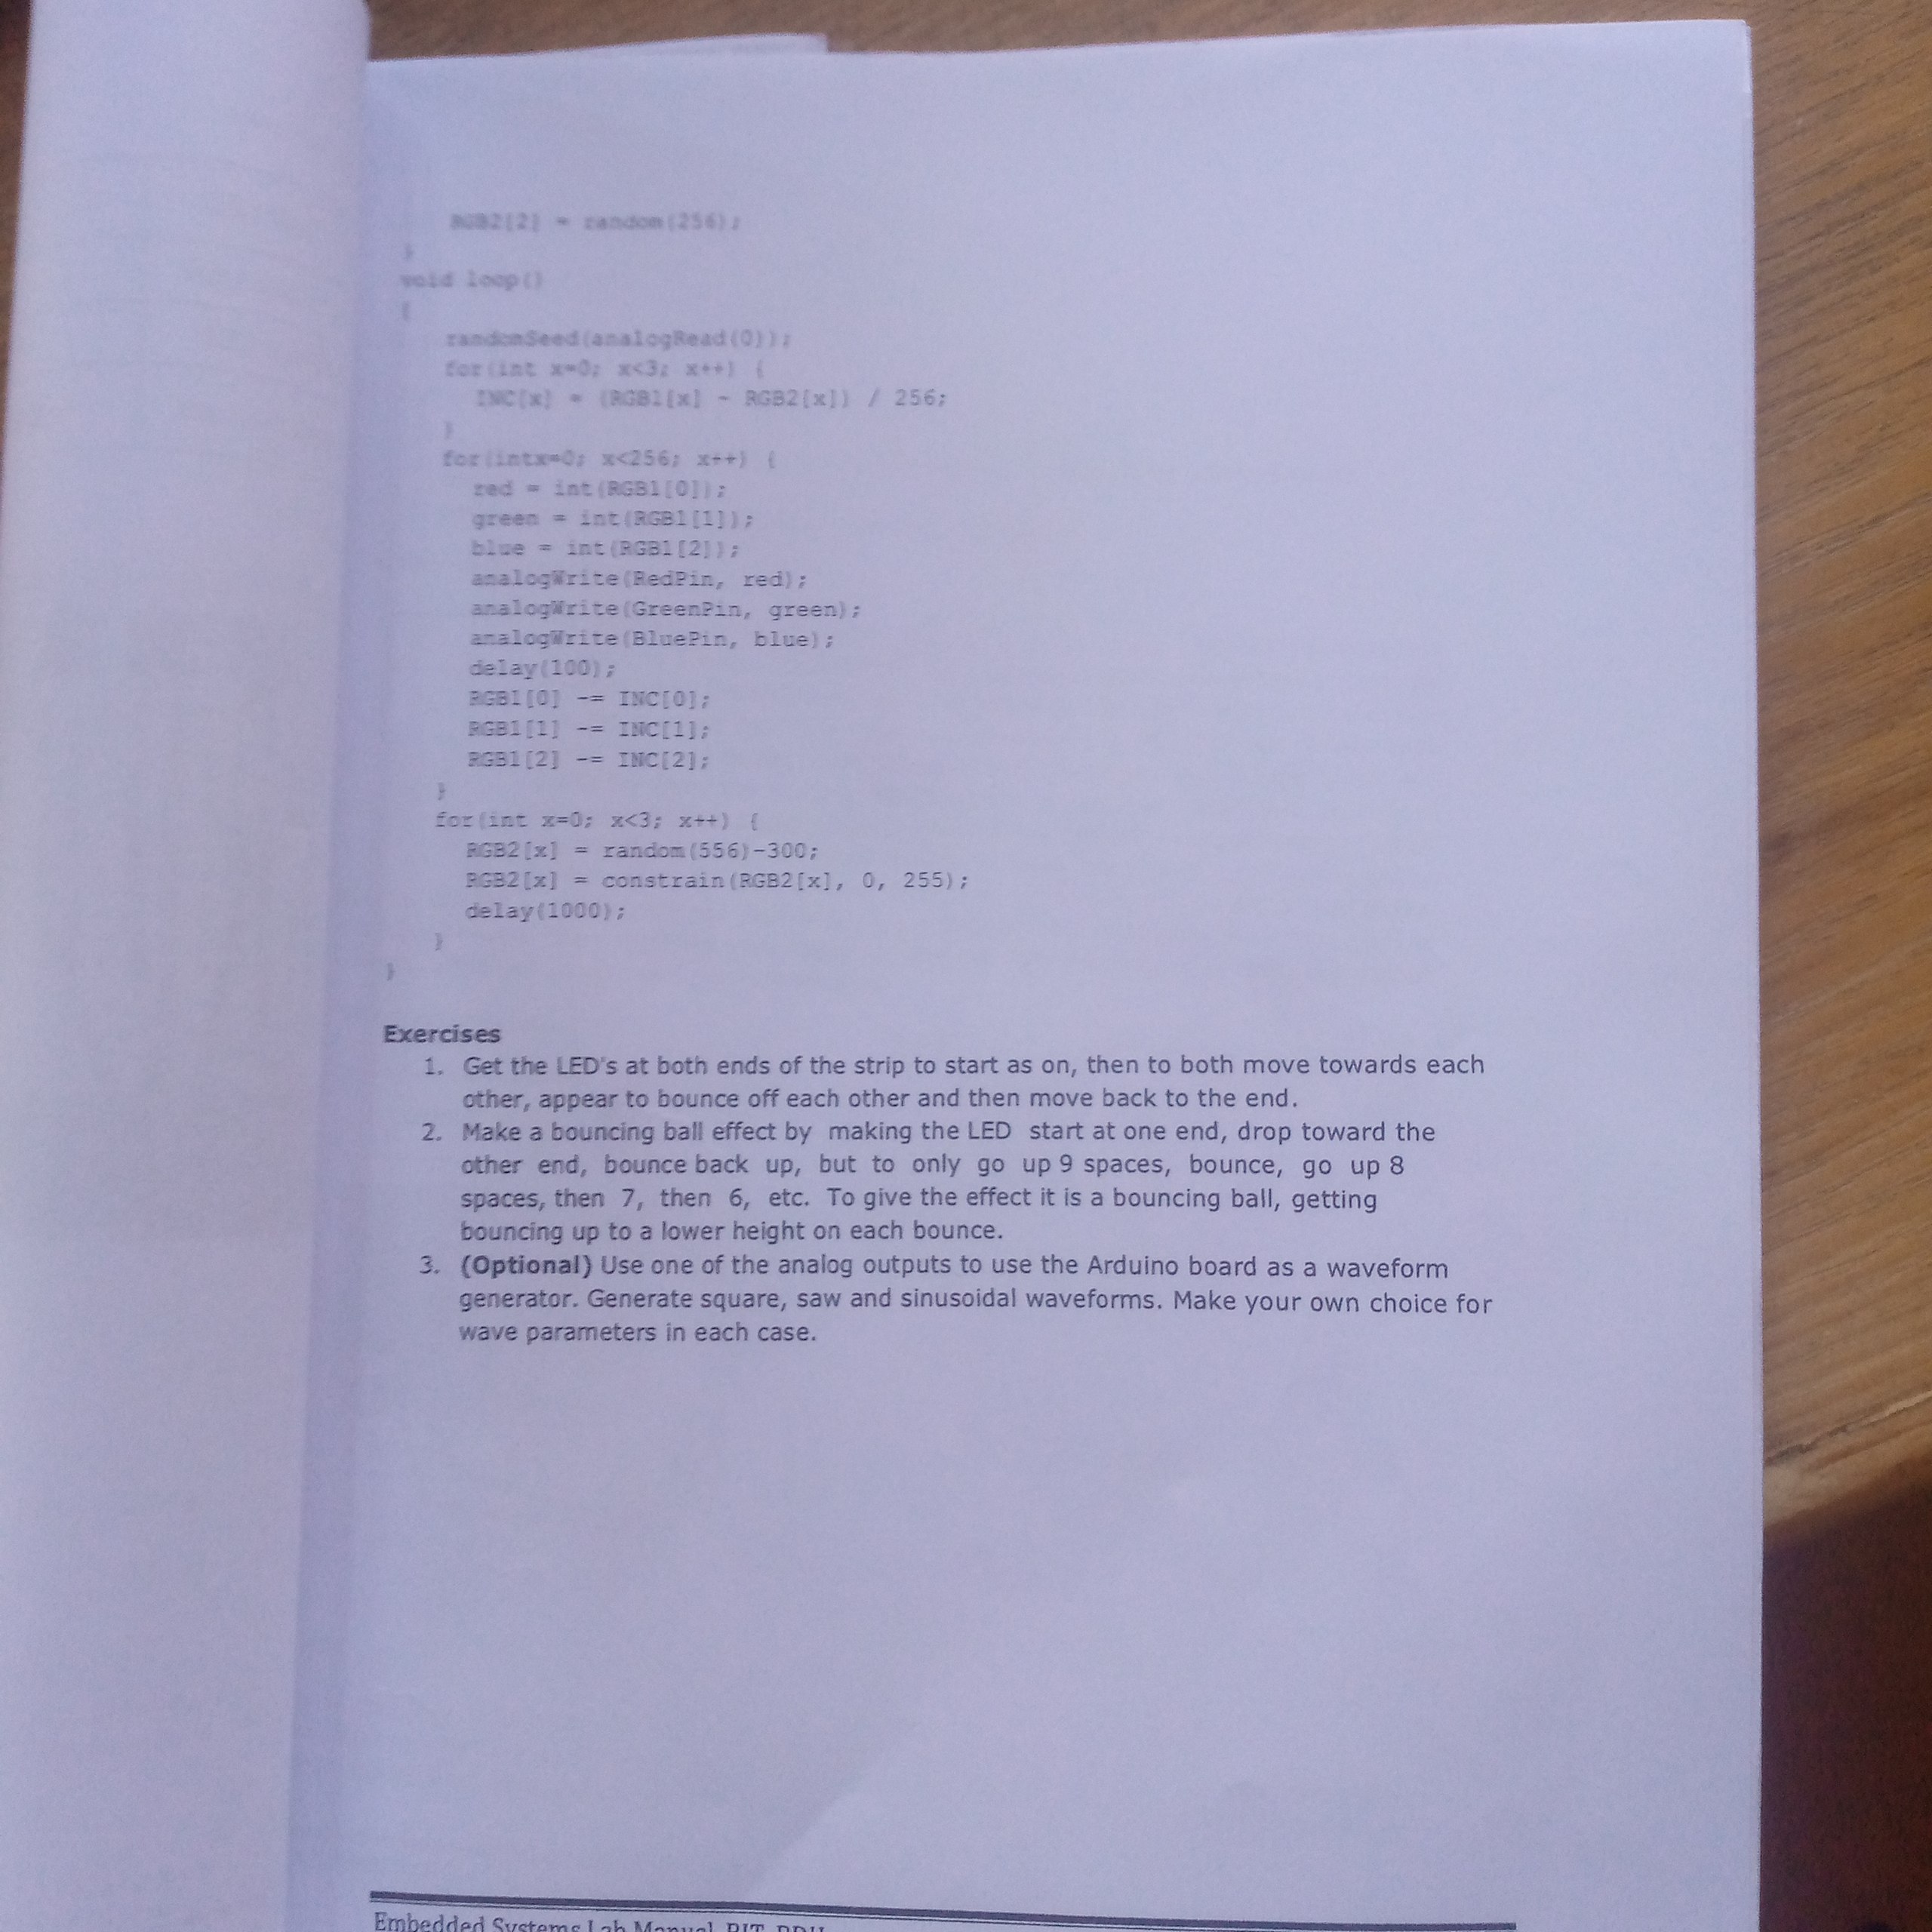 RGB2[2] = random(256);
}
void loop()
{
randomSeed(analogRead(0));
for(int x=0; x<3; x++) {
INC[x] = (RGB1[x] - RGB2[x]) / 256;
}
for(intx=0; x<256; x++) {
red = int(RGB1[0]);
green = int(RGB1[1]);
blue = int(RGB1[2]);
analogWrite(RedPin, red);
analogWrite(GreenPin, green);
analogWrite(BluePin, blue);
delay(100);
RGB1[0] -= INC[0];
RGB1[1] -= INC[1];
RGB1[2] -= INC[2];
}
for(int x=0; x<3; x++) {
RGB2[x] = random(556)-300;
RGB2[x] = constrain(RGB2[x], 0, 255);
delay(1000);
}
}
Exercises
1. Get the LED's at both ends of the strip to start as on, then to both move towards each
other, appear to bounce off each other and then move back to the end.
2. Make a bouncing ball effect by making the LED start at one end, drop toward the
other end, bounce back up, but to only go up 9 spaces, bounce, go up 8
spaces, then 7, then 6, etc. To give the effect it is a bouncing ball, getting
bouncing up to a lower height on each bounce.
3. (Optional) Use one of the analog outputs to use the Arduino board as a waveform
generator. Generate square, saw and sinusoidal waveforms. Make your own choice for
wave parameters in each case.
Embedded Systems Lab Manual